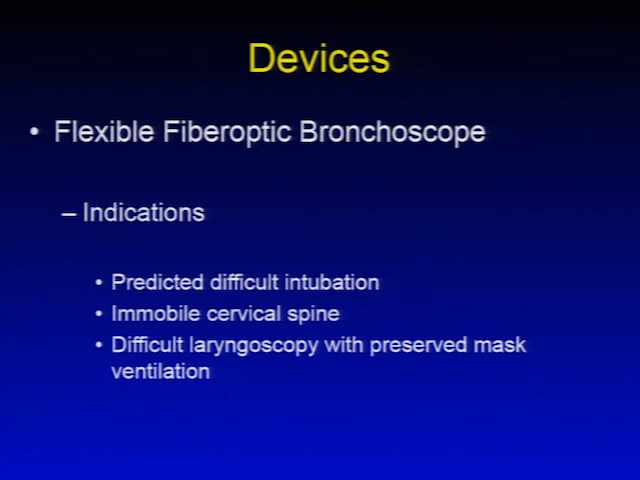 Devices
• Flexible Fiberoptic Bronchoscope
– Indications
• Predicted difficult intubation
• Immobile cervical spine
• Difficult laryngoscopy with preserved mask
ventilation